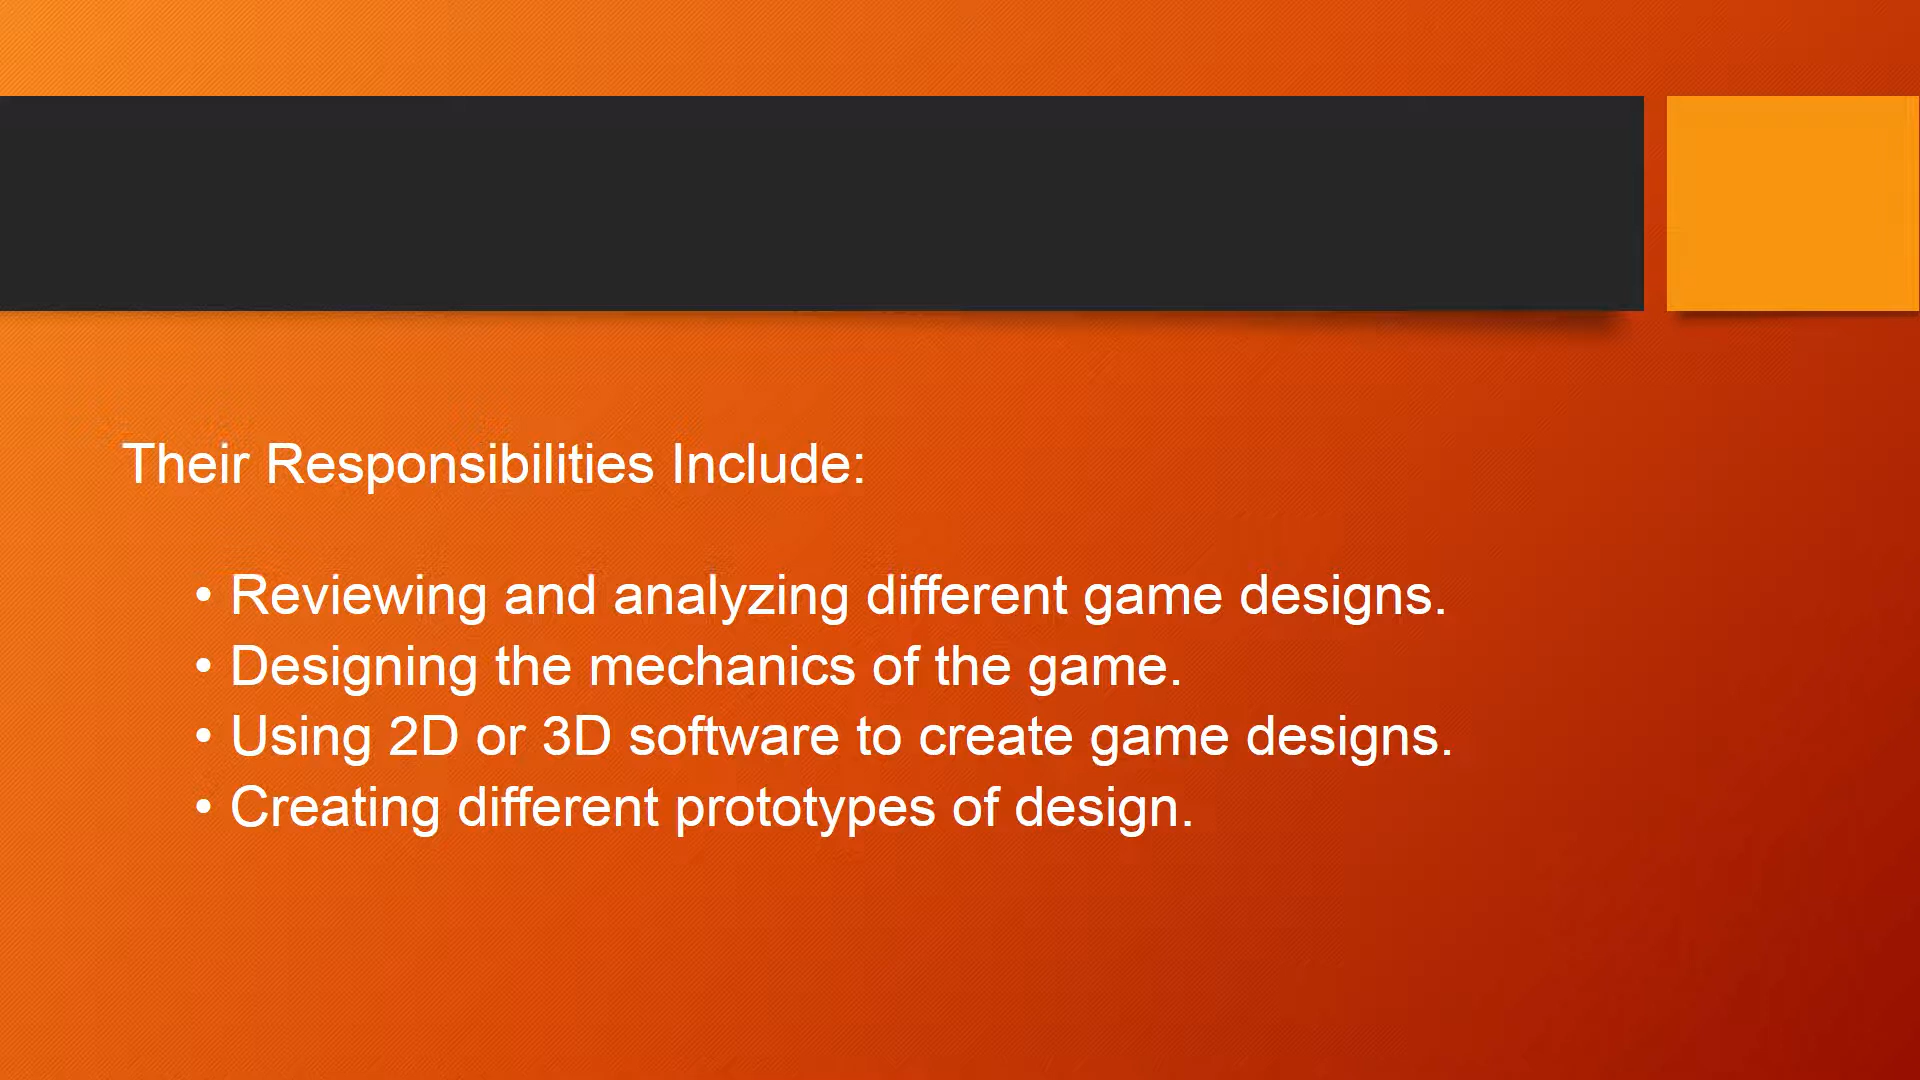 Their Responsibilities Include:
• Reviewing and analyzing different game designs.
• Designing the mechanics of the game.
• Using 2D or 3D software to create game designs.
• Creating different prototypes of design.